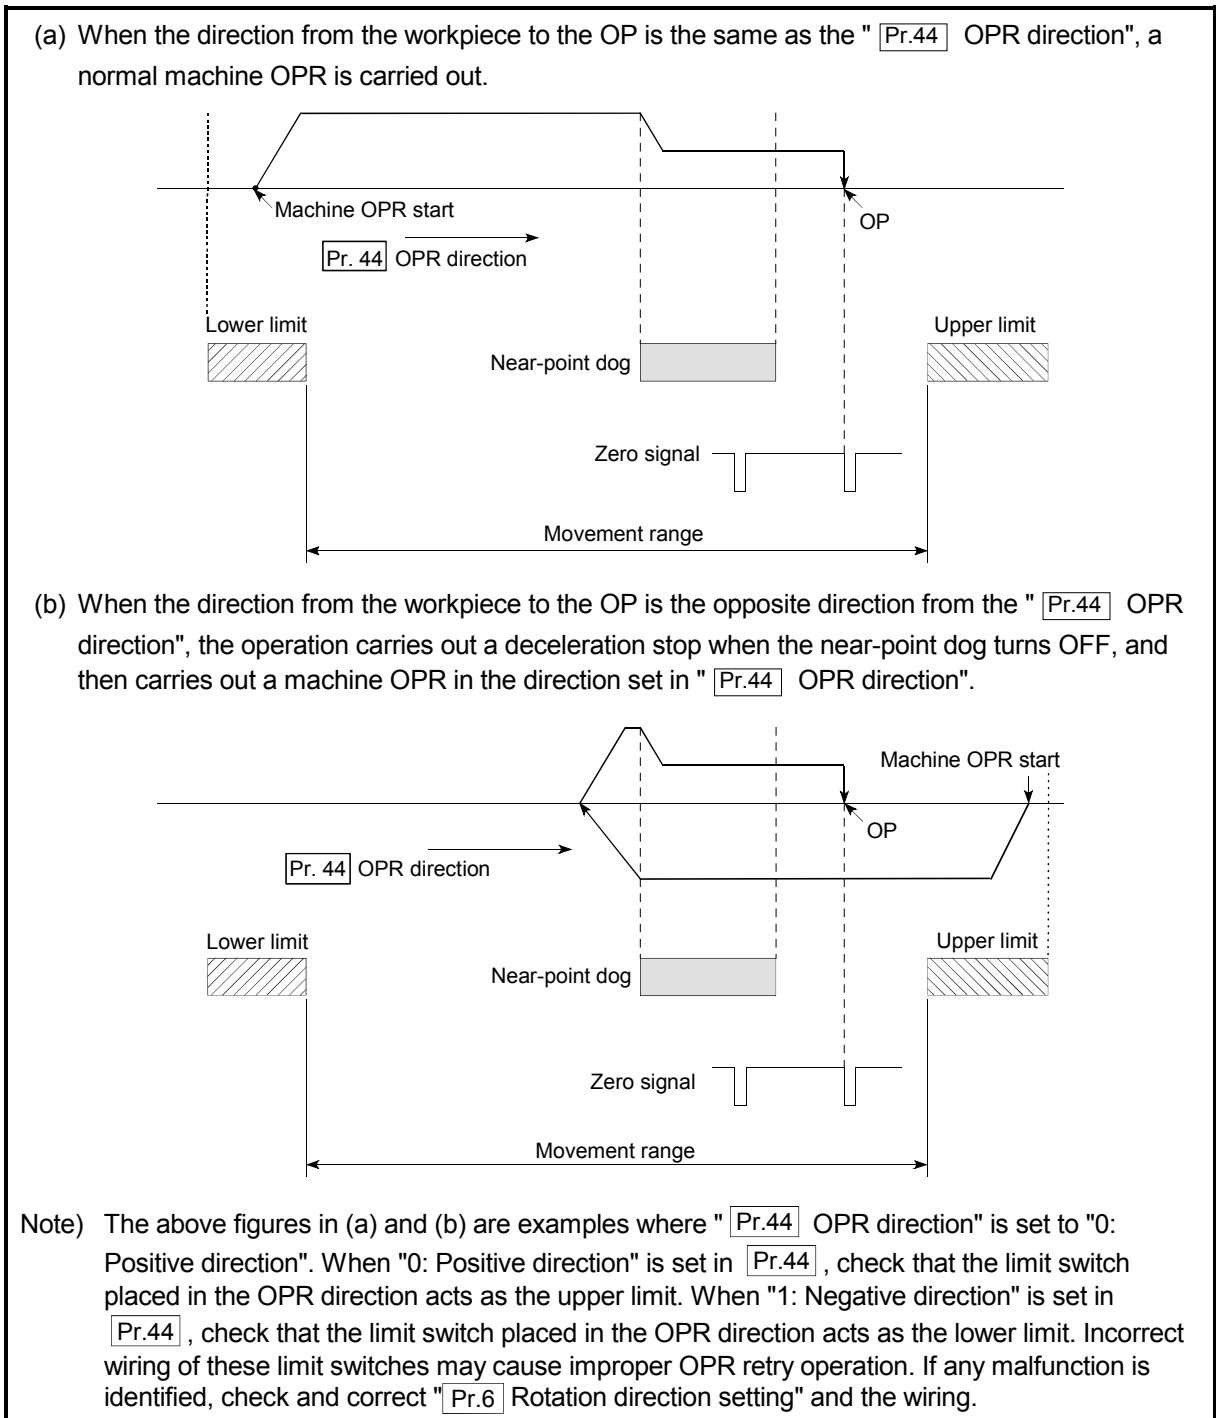 (a) When the direction from the workpiece to the OP is the same as the " Pr.44 OPR direction", a
normal machine OPR is carried out.
Machine OPR start
OP
Pr. 44 OPR direction
Lower limit
Upper limit
Near-point dog
Zero signal
Movement range
(b) When the direction from the workpiece to the OP is the opposite direction from the " Pr.44 OPR
direction", the operation carries out a deceleration stop when the near-point dog turns OFF, and
then carries out a machine OPR in the direction set in " Pr.44 OPR direction".
Machine OPR start
OP
Pr. 44 OPR direction
Lower limit
Upper limit
Near-point dog
Zero signal
Movement range
Note) The above figures in (a) and (b) are examples where " Pr.44 OPR direction" is set to "0:
Positive direction". When "0: Positive direction" is set in Pr.44 , check that the limit switch
placed in the OPR direction acts as the upper limit. When "1: Negative direction" is set in
Pr.44 , check that the limit switch placed in the OPR direction acts as the lower limit. Incorrect
wiring of these limit switches may cause improper OPR retry operation. If any malfunction is
identified, check and correct " Pr.6 Rotation direction setting" and the wiring.